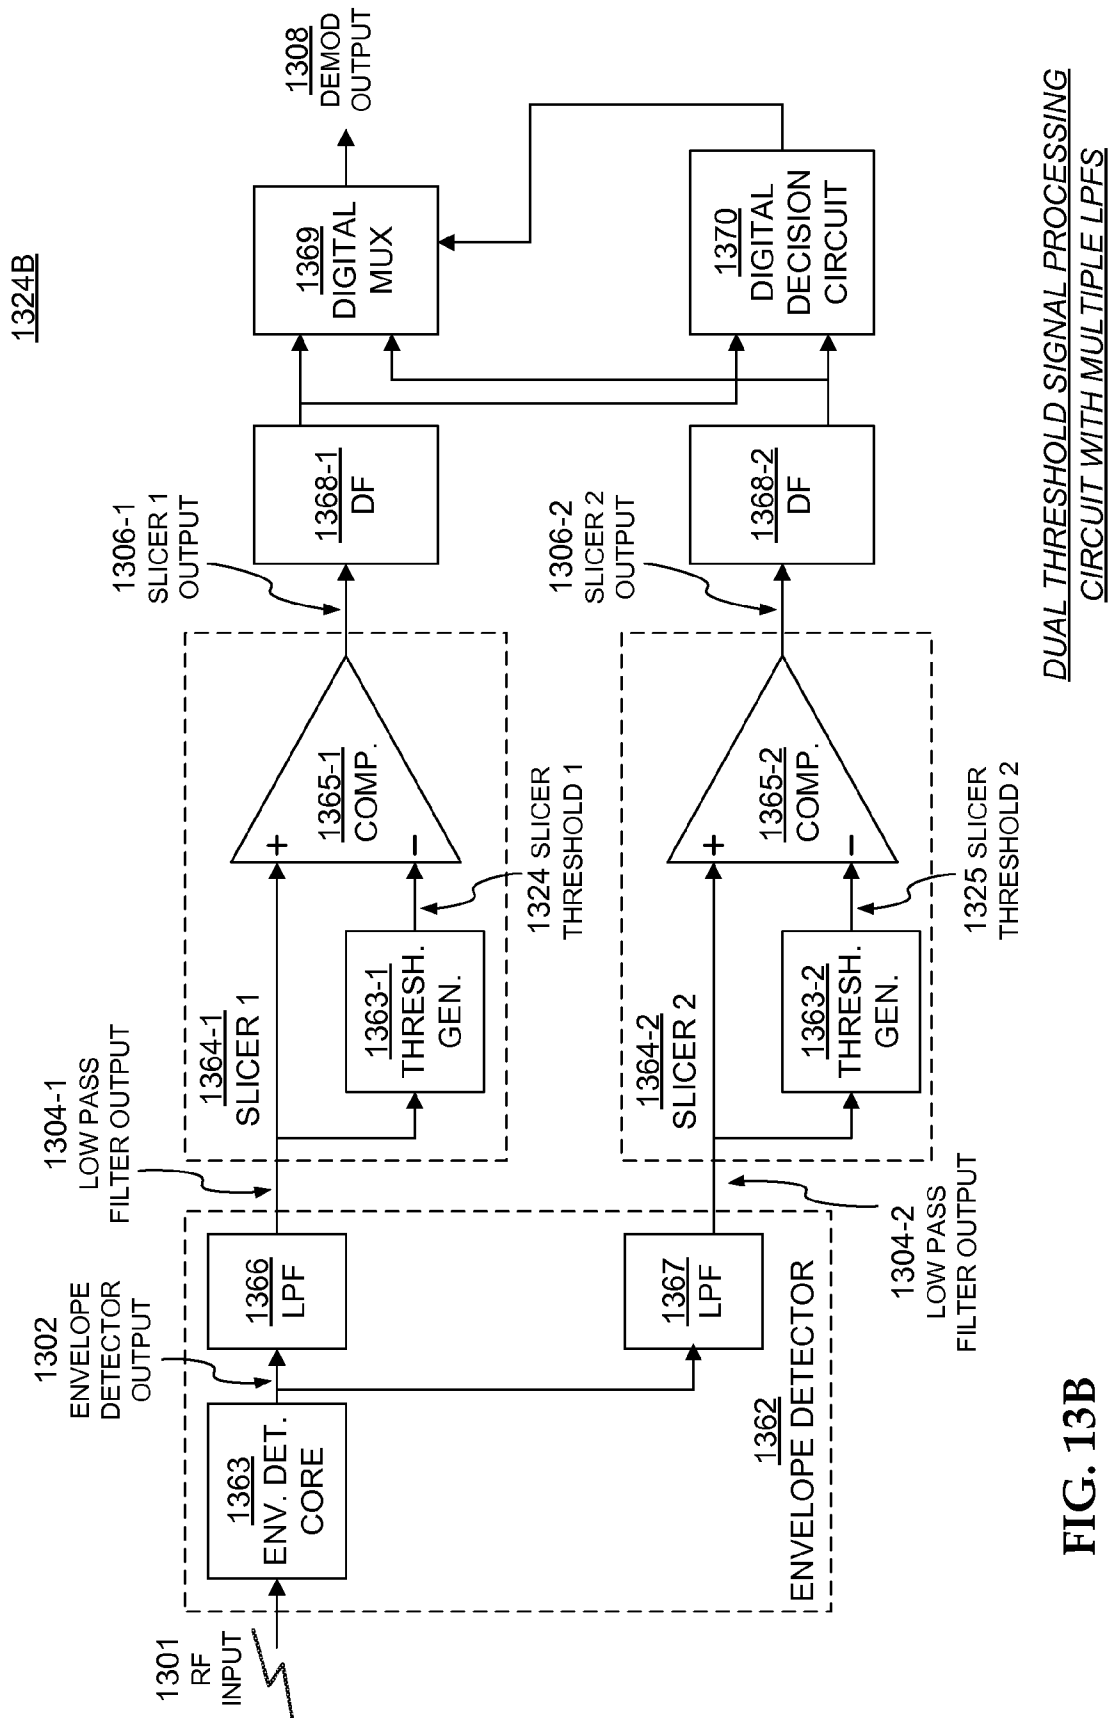 1324B
1301
RF
INPUT
1302
ENVELOPE
DETECTOR
OUTPUT
1363
ENV. DET.
CORE
1366
LPF
1367
LPF
1362
ENVELOPE DETECTOR
1304-1
LOW PASS
FILTER OUTPUT
1304-2
LOW PASS
FILTER OUTPUT
1364-1
SLICER 1
1363-1
THRESH.
GEN.
+
−
1365-1
COMP.
1324 SLICER
THRESHOLD 1
1364-2
SLICER 2
1363-2
THRESH.
GEN.
+
−
1365-2
COMP.
1325 SLICER
THRESHOLD 2
1306-1
SLICER 1
OUTPUT
1306-2
SLICER 2
OUTPUT
1368-1
DF
1368-2
DF
1369
DIGITAL
MUX
1370
DIGITAL
DECISION
CIRCUIT
1308
DEMOD
OUTPUT
FIG. 13B
DUAL THRESHOLD SIGNAL PROCESSING
CIRCUIT WITH MULTIPLE LPFS